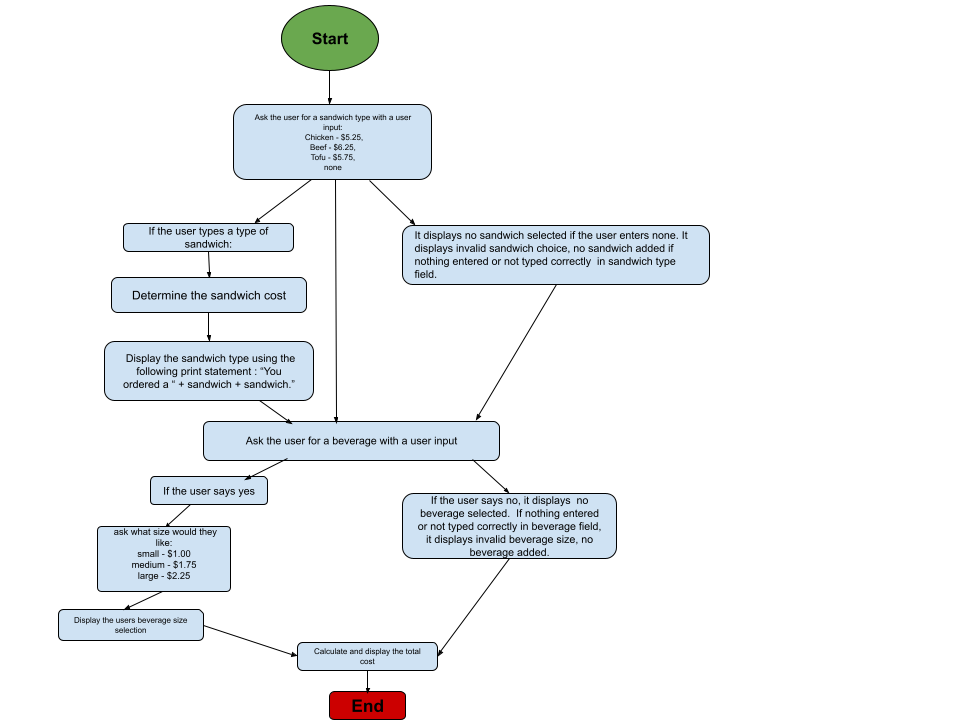 Start
Ask the user for a sandwich type with a user
input:
Chicken - $5.25,
Beef - $6.25,
Tofu - $5.75,
none
If the user types a type of
sandwich:
It displays no sandwich selected if the user enters none. It
displays invalid sandwich choice, no sandwich added if
nothing entered or not typed correctly in sandwich type
field.
Determine the sandwich cost
Display the sandwich type using the
following print statement : “You
ordered a “ + sandwich + sandwich.”
Ask the user for a beverage with a user input
If the user says yes
If the user says no, it displays no
beverage selected. If nothing entered
or not typed correctly in beverage field,
it displays invalid beverage size, no
beverage added.
ask what size would they
like:
small - $1.00
medium - $1.75
large - $2.25
Display the users beverage size
selection
Calculate and display the total
cost
End